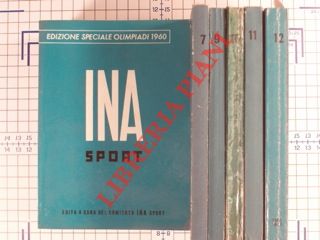 EDIZIONE SPECIALE OLIMPIADI 1960
INA
SPORT
EDITA A CURA DEL COMITATO INA SPORT
7
9
11
12
LIBRERIA PIANI